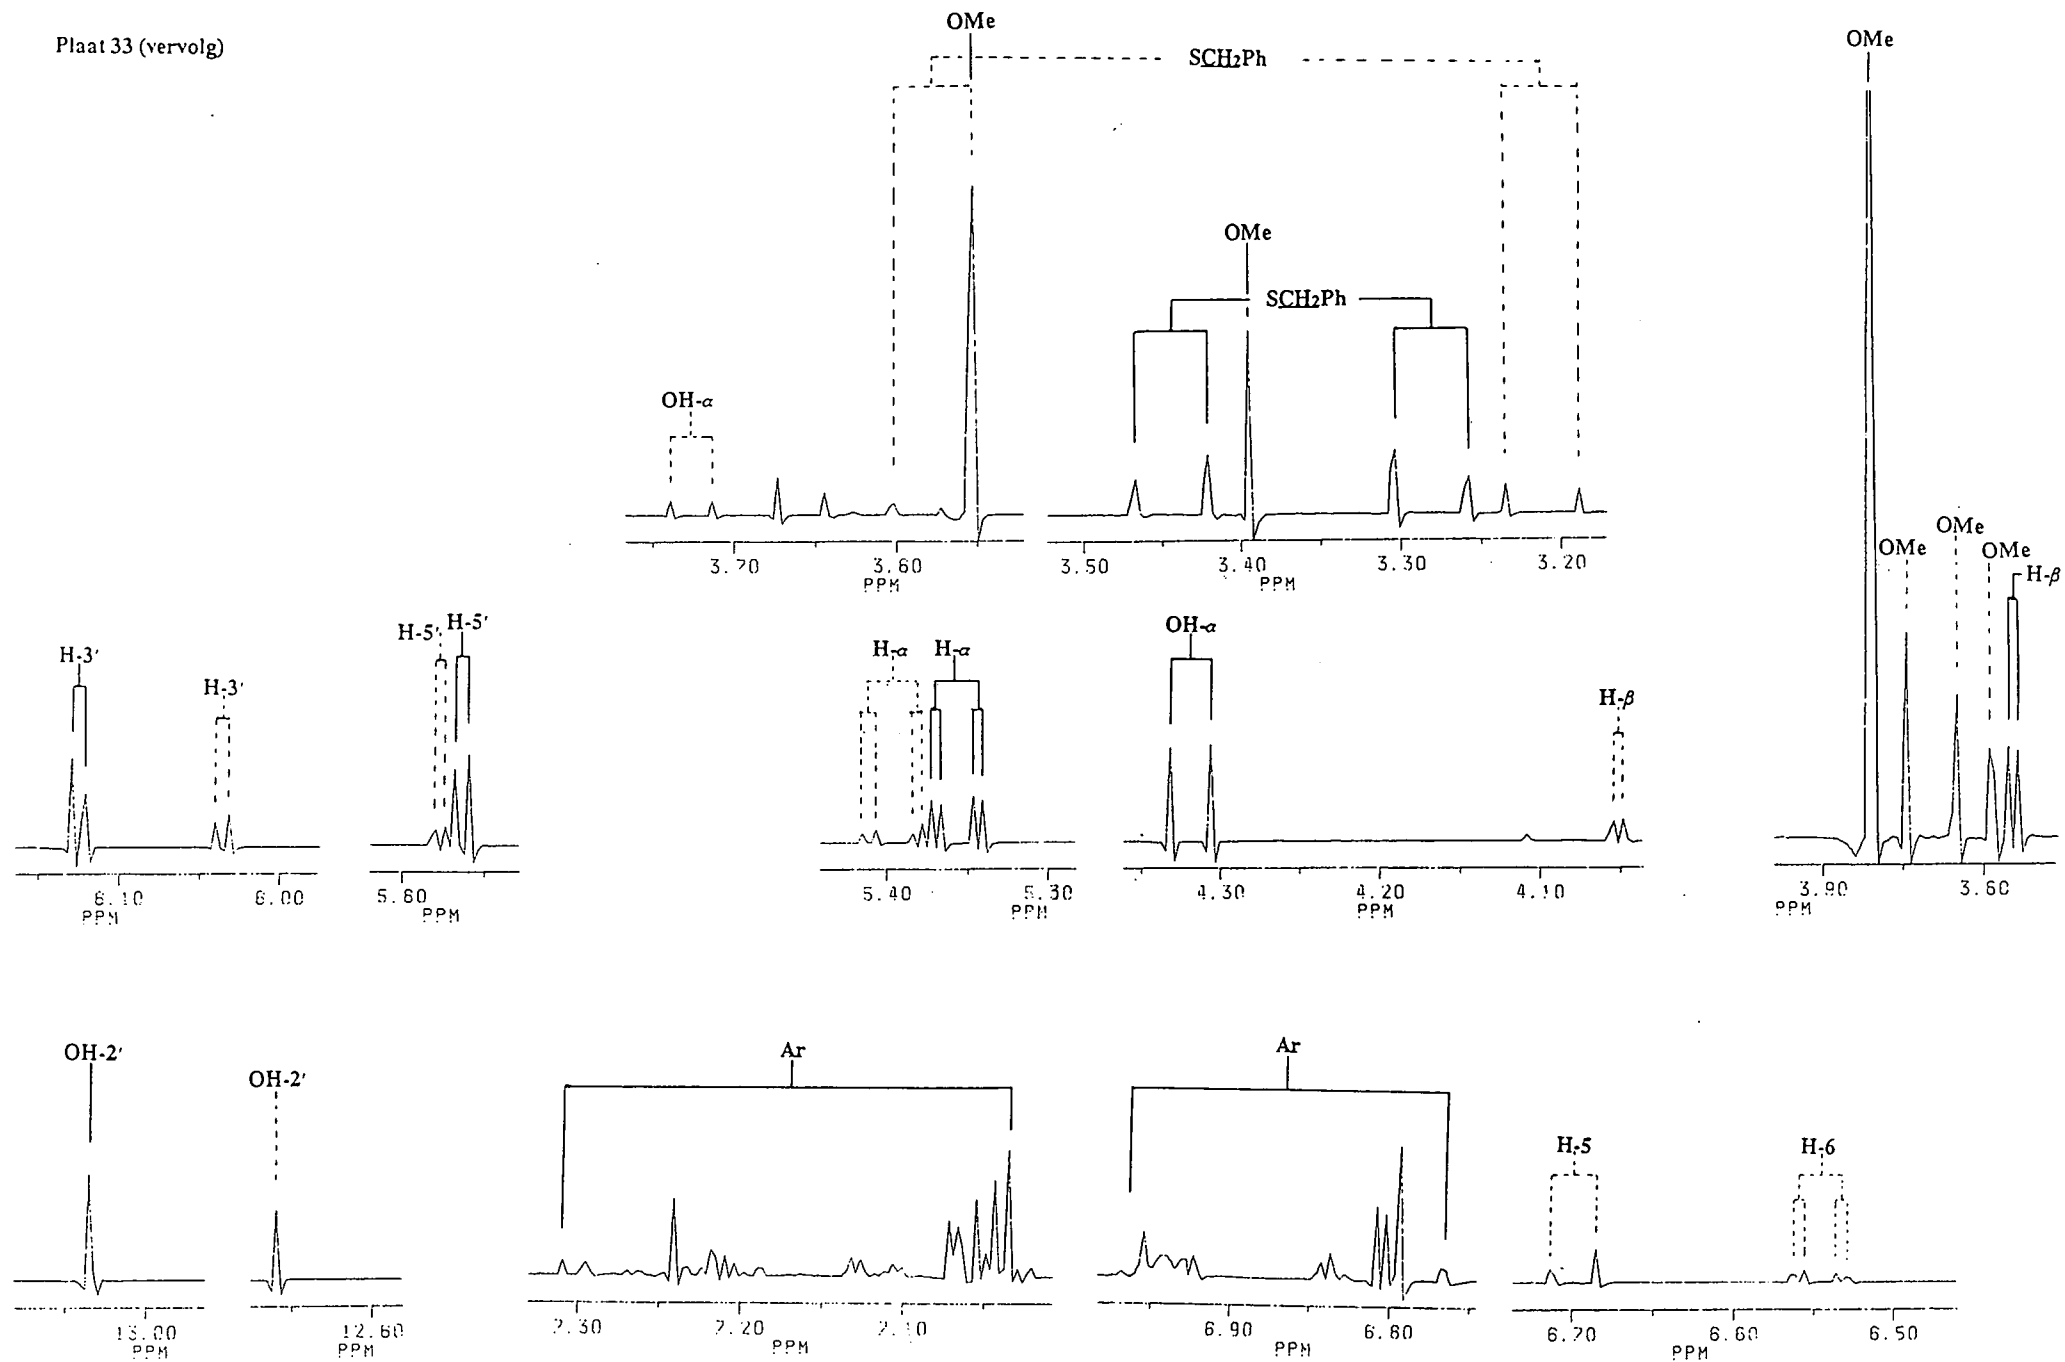 Plaat 33 (vervolg)
OMe
SCH₂Ph
OMe
OMe
SCH₂Ph
OH-α
3.70 3.60
PPM
3.50 3.40 3.30 3.20
PPM
OMe
OMe
OMe
H-β
H-3'
H-3'
H-5'
H-5'
H-α
H-α
OH-α
H-β
6.10 6.00
PPM
5.80
PPM
5.40 5.30
PPM
4.30 4.20 4.10
PPM
3.90 3.80
PPM
OH-2'
OH-2'
Ar
Ar
H-5
H-6
13.00
PPM
12.60
PPM
7.30 7.20 7.10
PPM
6.90 6.80
PPM
6.70 6.60 6.50
PPM